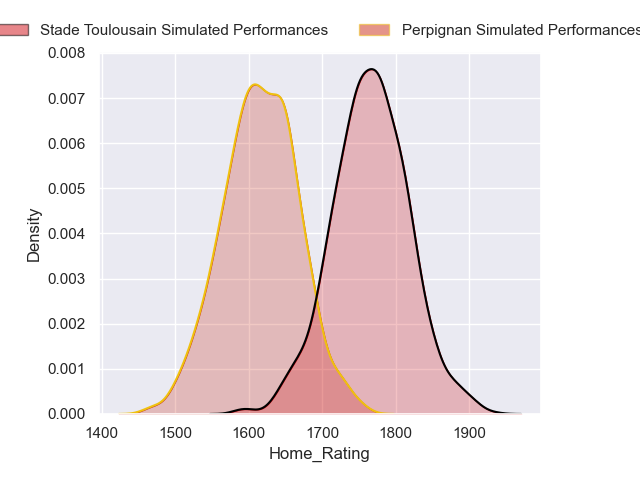 Stade Toulousain Simulated Performances
Perpignan Simulated Performances
0.008
0.007
0.006
0.005
0.004
0.003
0.002
0.001
0.000
Density
1400 1500 1600 1700 1800 1900
Home_Rating